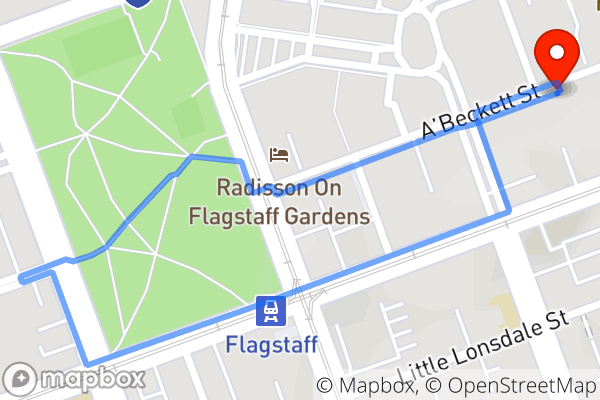 A'Beckett St
Radisson On
Flagstaff Gardens
Flagstaff
Little Lonsdale St
mapbox
© Mapbox, © OpenStreetMap